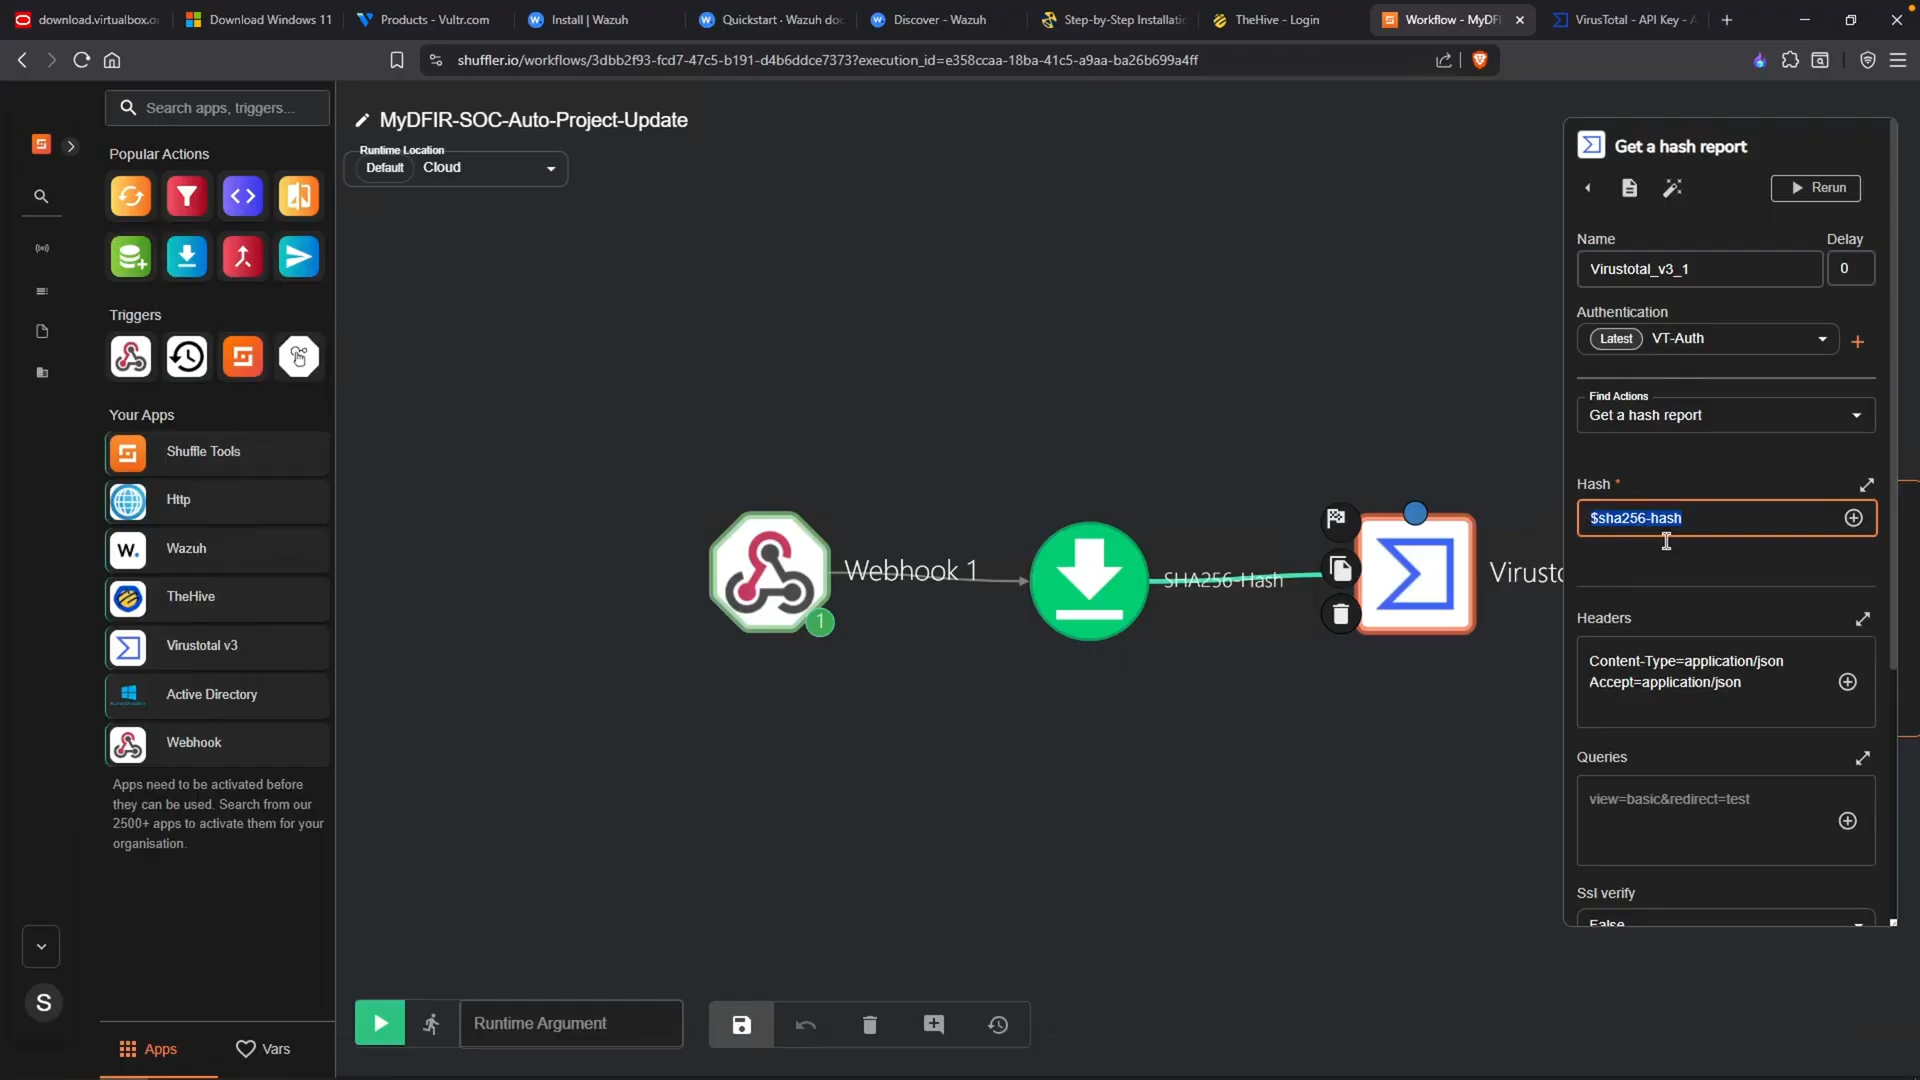 download.virtualbox.o
Download Windows 11
Products - Vultr.com
Install | Wazuh
Quickstart · Wazuh doc
Discover - Wazuh
Step-by-Step Installati
TheHive - Login
Workflow - MyDFI
VirusTotal - API Key - A
shuffler.io/workflows/3dbb2f93-fcd7-47c5-b191-d4b6ddce7373?execution_id=e358ccaa-18ba-41c5-a9aa-ba26b699a4ff
Search apps, triggers...
Popular Actions
Triggers
Your Apps
Shuffle Tools
Http
W.
Wazuh
TheHive
Virustotal v3
Active Directory
Webhook
Apps need to be activated before
they can be used. Search from our
2500+ apps to activate them for your
organisation.
S
Apps
Vars
MyDFIR-SOC-Auto-Project-Update
Runtime Location
Default
Cloud
Webhook 1
1
SHA256-Hash
Virusto
Runtime Argument
Get a hash report
Rerun
Name
Delay
Virustotal_v3_1
0
Authentication
Latest
VT-Auth
Find Actions
Get a hash report
Hash *
$sha256-hash
Headers
Content-Type=application/json
Accept=application/json
Queries
view=basic&redirect=test
Ssl verify
False